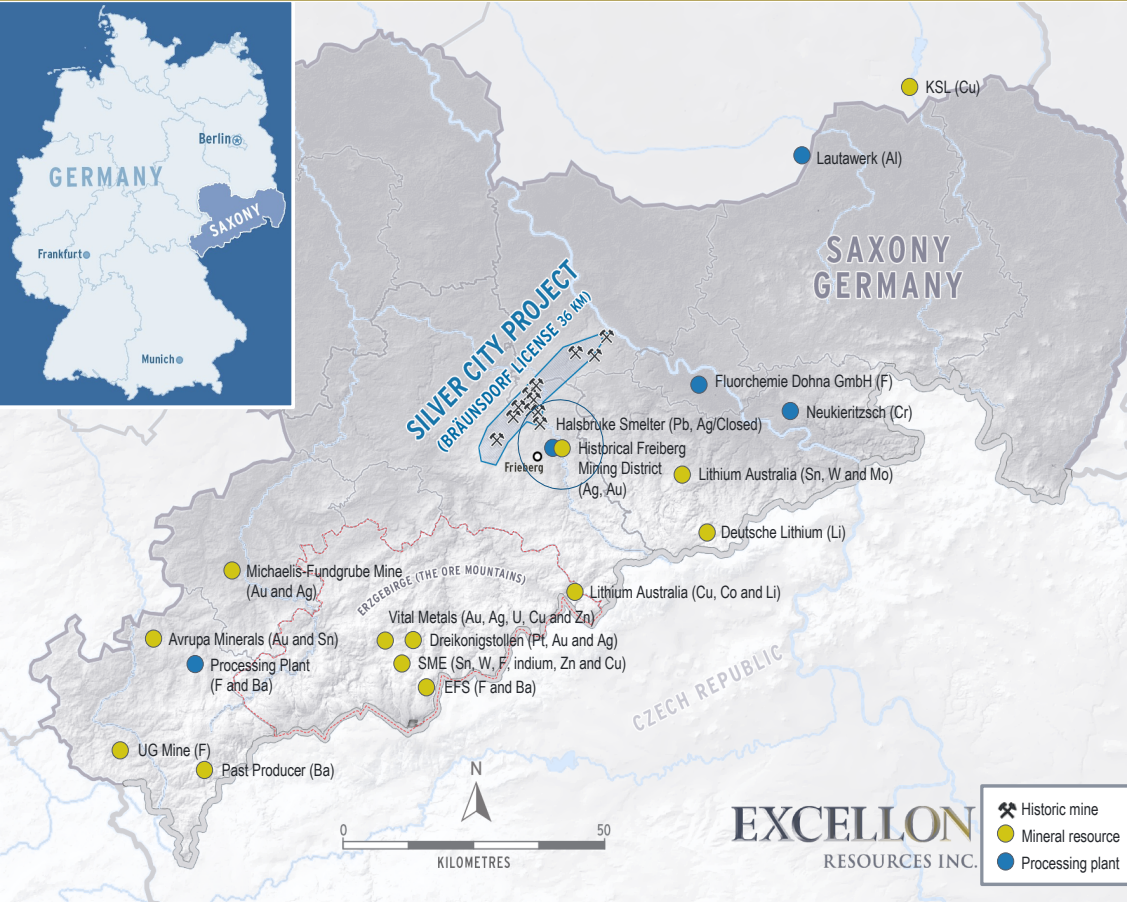 Berlin
GERMANY
SAXONY
Frankfurt
Munich
KSL (Cu)
Lautawerk (Al)
SAXONY
GERMANY
SILVER CITY PROJECT
(BRÄUNSDORF LICENSE 36 KM)
Fluorchemie Dohna GmbH (F)
Neukieritzsch (Cr)
Halsbruke Smelter (Pb, Ag/Closed)
Historical Freiberg
Mining District
(Ag, Au)
Frieberg
Lithium Australia (Sn, W and Mo)
Deutsche Lithium (Li)
Michaelis-Fundgrube Mine
(Au and Ag)
ERZGEBIRGE (THE ORE MOUNTAINS)
Lithium Australia (Cu, Co and Li)
Vital Metals (Au, Ag, U, Cu and Zn)
Avrupa Minerals (Au and Sn)
Dreikonigstollen (Pt, Au and Ag)
Processing Plant
(F and Ba)
SME (Sn, W, F, indium, Zn and Cu)
EFS (F and Ba)
CZECH REPUBLIC
UG Mine (F)
Past Producer (Ba)
N
0 50
KILOMETRES
EXCELLON
RESOURCES INC.
Historic mine
Mineral resource
Processing plant